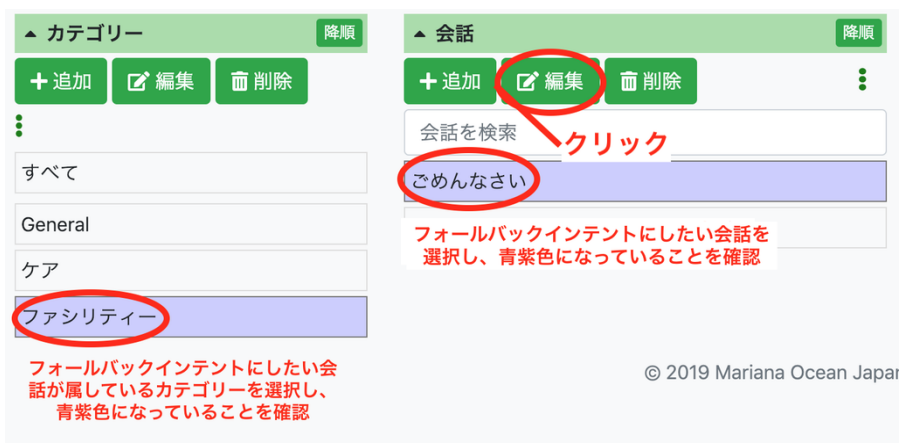 カテゴリー
降順
追加
編集
削除
すべて
General
ケア
ファシリティー
フォールバックインテントにしたい会
話が属しているカテゴリーを選択し、
青紫色になっていることを確認
会話
降順
追加
編集
削除
会話を検索
クリック
ごめんなさい
フォールバックインテントにしたい会話を
選択し、青紫色になっていることを確認
© 2019 Mariana Ocean Japan